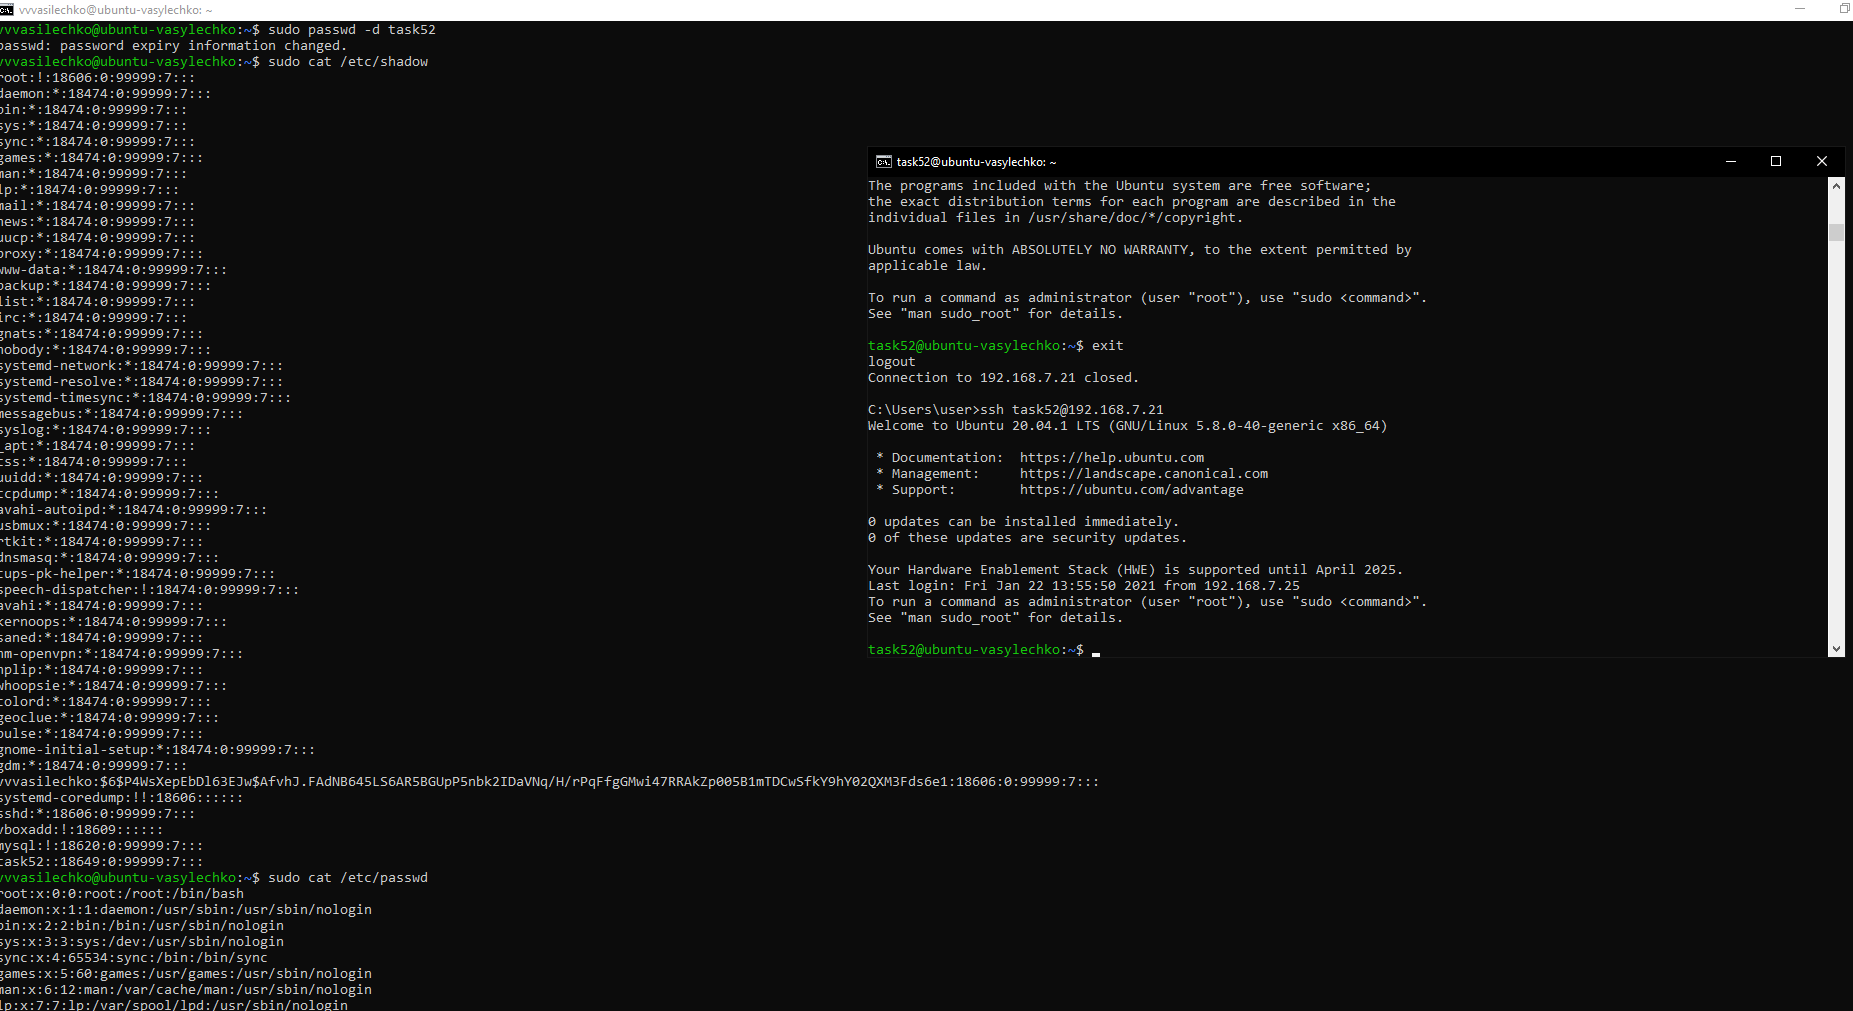 vvvasilechko@ubuntu-vasylechko: ~
vvvasilechko@ubuntu-vasylechko:~$ sudo passwd -d task52
passwd: password expiry information changed.
vvvasilechko@ubuntu-vasylechko:~$ sudo cat /etc/shadow
root:!:18606:0:99999:7:::
daemon:*:18474:0:99999:7:::
bin:*:18474:0:99999:7:::
sys:*:18474:0:99999:7:::
sync:*:18474:0:99999:7:::
games:*:18474:0:99999:7:::
man:*:18474:0:99999:7:::
lp:*:18474:0:99999:7:::
mail:*:18474:0:99999:7:::
news:*:18474:0:99999:7:::
uucp:*:18474:0:99999:7:::
proxy:*:18474:0:99999:7:::
www-data:*:18474:0:99999:7:::
backup:*:18474:0:99999:7:::
list:*:18474:0:99999:7:::
irc:*:18474:0:99999:7:::
gnats:*:18474:0:99999:7:::
nobody:*:18474:0:99999:7:::
systemd-network:*:18474:0:99999:7:::
systemd-resolve:*:18474:0:99999:7:::
systemd-timesync:*:18474:0:99999:7:::
messagebus:*:18474:0:99999:7:::
syslog:*:18474:0:99999:7:::
_apt:*:18474:0:99999:7:::
tss:*:18474:0:99999:7:::
uuidd:*:18474:0:99999:7:::
tcpdump:*:18474:0:99999:7:::
avahi-autoipd:*:18474:0:99999:7:::
usbmux:*:18474:0:99999:7:::
rtkit:*:18474:0:99999:7:::
dnsmasq:*:18474:0:99999:7:::
cups-pk-helper:*:18474:0:99999:7:::
speech-dispatcher:!:18474:0:99999:7:::
avahi:*:18474:0:99999:7:::
kernoops:*:18474:0:99999:7:::
saned:*:18474:0:99999:7:::
nm-openvpn:*:18474:0:99999:7:::
hplip:*:18474:0:99999:7:::
whoopsie:*:18474:0:99999:7:::
colord:*:18474:0:99999:7:::
geoclue:*:18474:0:99999:7:::
pulse:*:18474:0:99999:7:::
gnome-initial-setup:*:18474:0:99999:7:::
gdm:*:18474:0:99999:7:::
vvvasilechko:$6$P4WsXepEbDl63EJw$AfvhJ.FAdNB645LS6AR5BGUpP5nbk2IDaVNq/H/rPqFfgGMwi47RRAkZp005B1mTDCwSfkY9hY02QXM3Fds6e1:18606:0:99999:7:::
systemd-coredump:!!:18606::::::
sshd:*:18606:0:99999:7:::
vboxadd:!:18609::::::
mysql:!:18620:0:99999:7:::
task52::18649:0:99999:7:::
vvvasilechko@ubuntu-vasylechko:~$ sudo cat /etc/passwd
root:x:0:0:root:/root:/bin/bash
daemon:x:1:1:daemon:/usr/sbin:/usr/sbin/nologin
bin:x:2:2:bin:/bin:/usr/sbin/nologin
sys:x:3:3:sys:/dev:/usr/sbin/nologin
sync:x:4:65534:sync:/bin:/bin/sync
games:x:5:60:games:/usr/games:/usr/sbin/nologin
man:x:6:12:man:/var/cache/man:/usr/sbin/nologin
lp:x:7:7:lp:/var/spool/lpd:/usr/sbin/nologin
task52@ubuntu-vasylechko: ~
The programs included with the Ubuntu system are free software;
the exact distribution terms for each program are described in the
individual files in /usr/share/doc/*/copyright.
Ubuntu comes with ABSOLUTELY NO WARRANTY, to the extent permitted by
applicable law.
To run a command as administrator (user "root"), use "sudo <command>".
See "man sudo_root" for details.
task52@ubuntu-vasylechko:~$ exit
logout
Connection to 192.168.7.21 closed.
C:\Users\user>ssh task52@192.168.7.21
Welcome to Ubuntu 20.04.1 LTS (GNU/Linux 5.8.0-40-generic x86_64)
* Documentation:  https://help.ubuntu.com
* Management:     https://landscape.canonical.com
* Support:        https://ubuntu.com/advantage
0 updates can be installed immediately.
0 of these updates are security updates.
Your Hardware Enablement Stack (HWE) is supported until April 2025.
Last login: Fri Jan 22 13:55:50 2021 from 192.168.7.25
To run a command as administrator (user "root"), use "sudo <command>".
See "man sudo_root" for details.
task52@ubuntu-vasylechko:~$